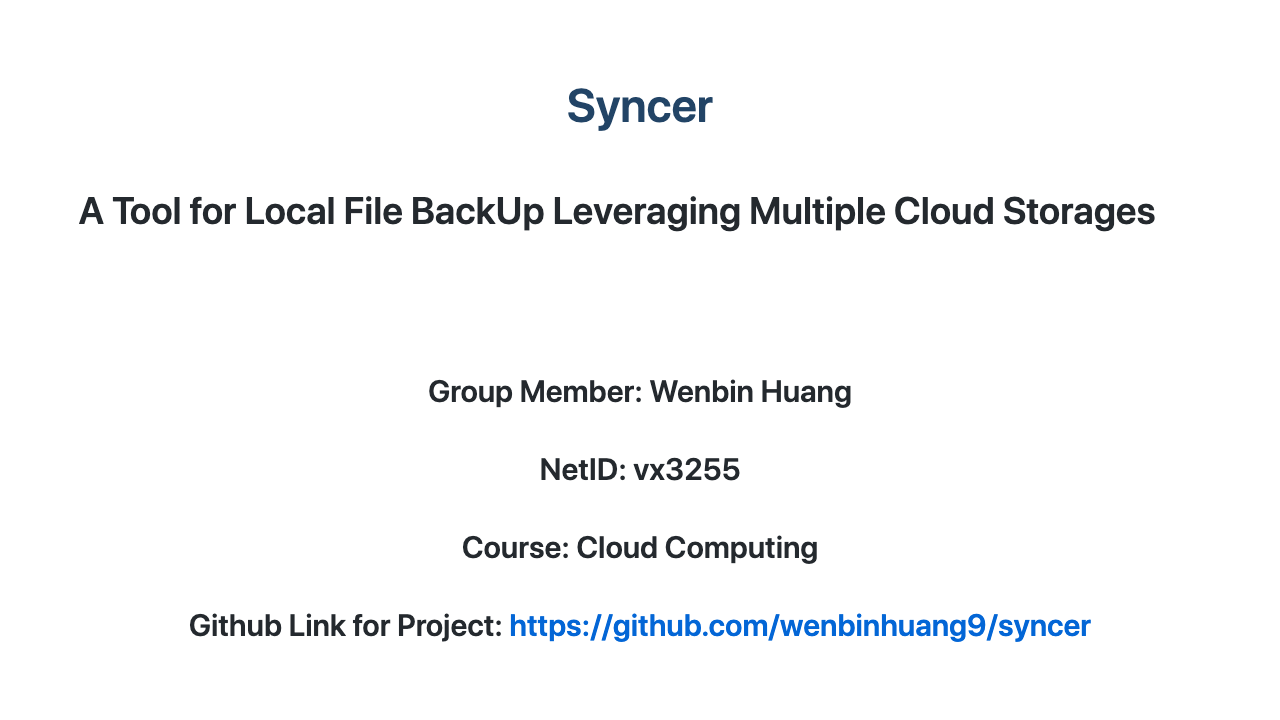 Syncer
A Tool for Local File BackUp Leveraging Multiple Cloud Storages
Group Member: Wenbin Huang
NetID: vx3255
Course: Cloud Computing
Github Link for Project: https://github.com/wenbinhuang9/syncer